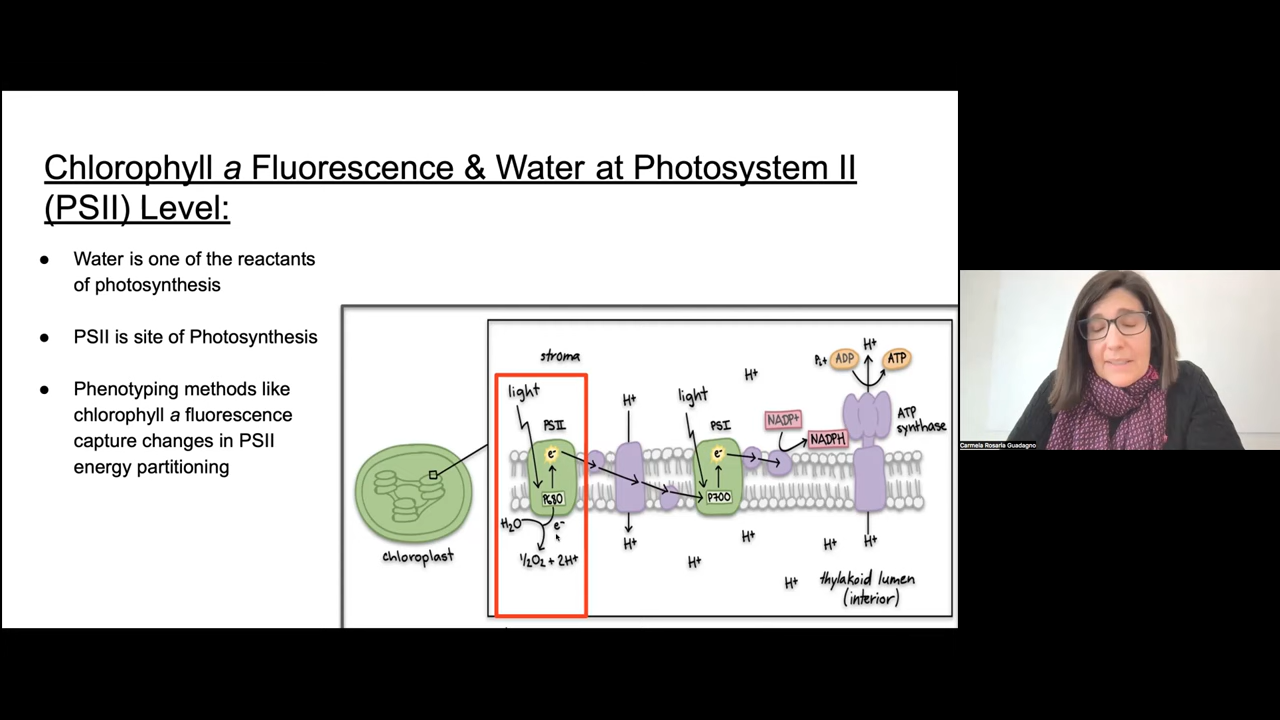 Chlorophyll a Fluorescence & Water at Photosystem II
(PSII) Level:
● Water is one of the reactants
of photosynthesis
● PSII is site of Photosynthesis
● Phenotyping methods like
chlorophyll a fluorescence
capture changes in PSII
energy partitioning
stroma
light
PSII
e-
P680
H₂O
e-
½O₂ + 2H+
chloroplast
H+
H+
light
PSI
e-
P700
H+
NADP+
NADPH
Pi+ ADP
H+
ATP
ATP
synthase
H+
H+
H+
H+
H+
thylakoid lumen
(interior)
Carmela Rosaria Guadagno